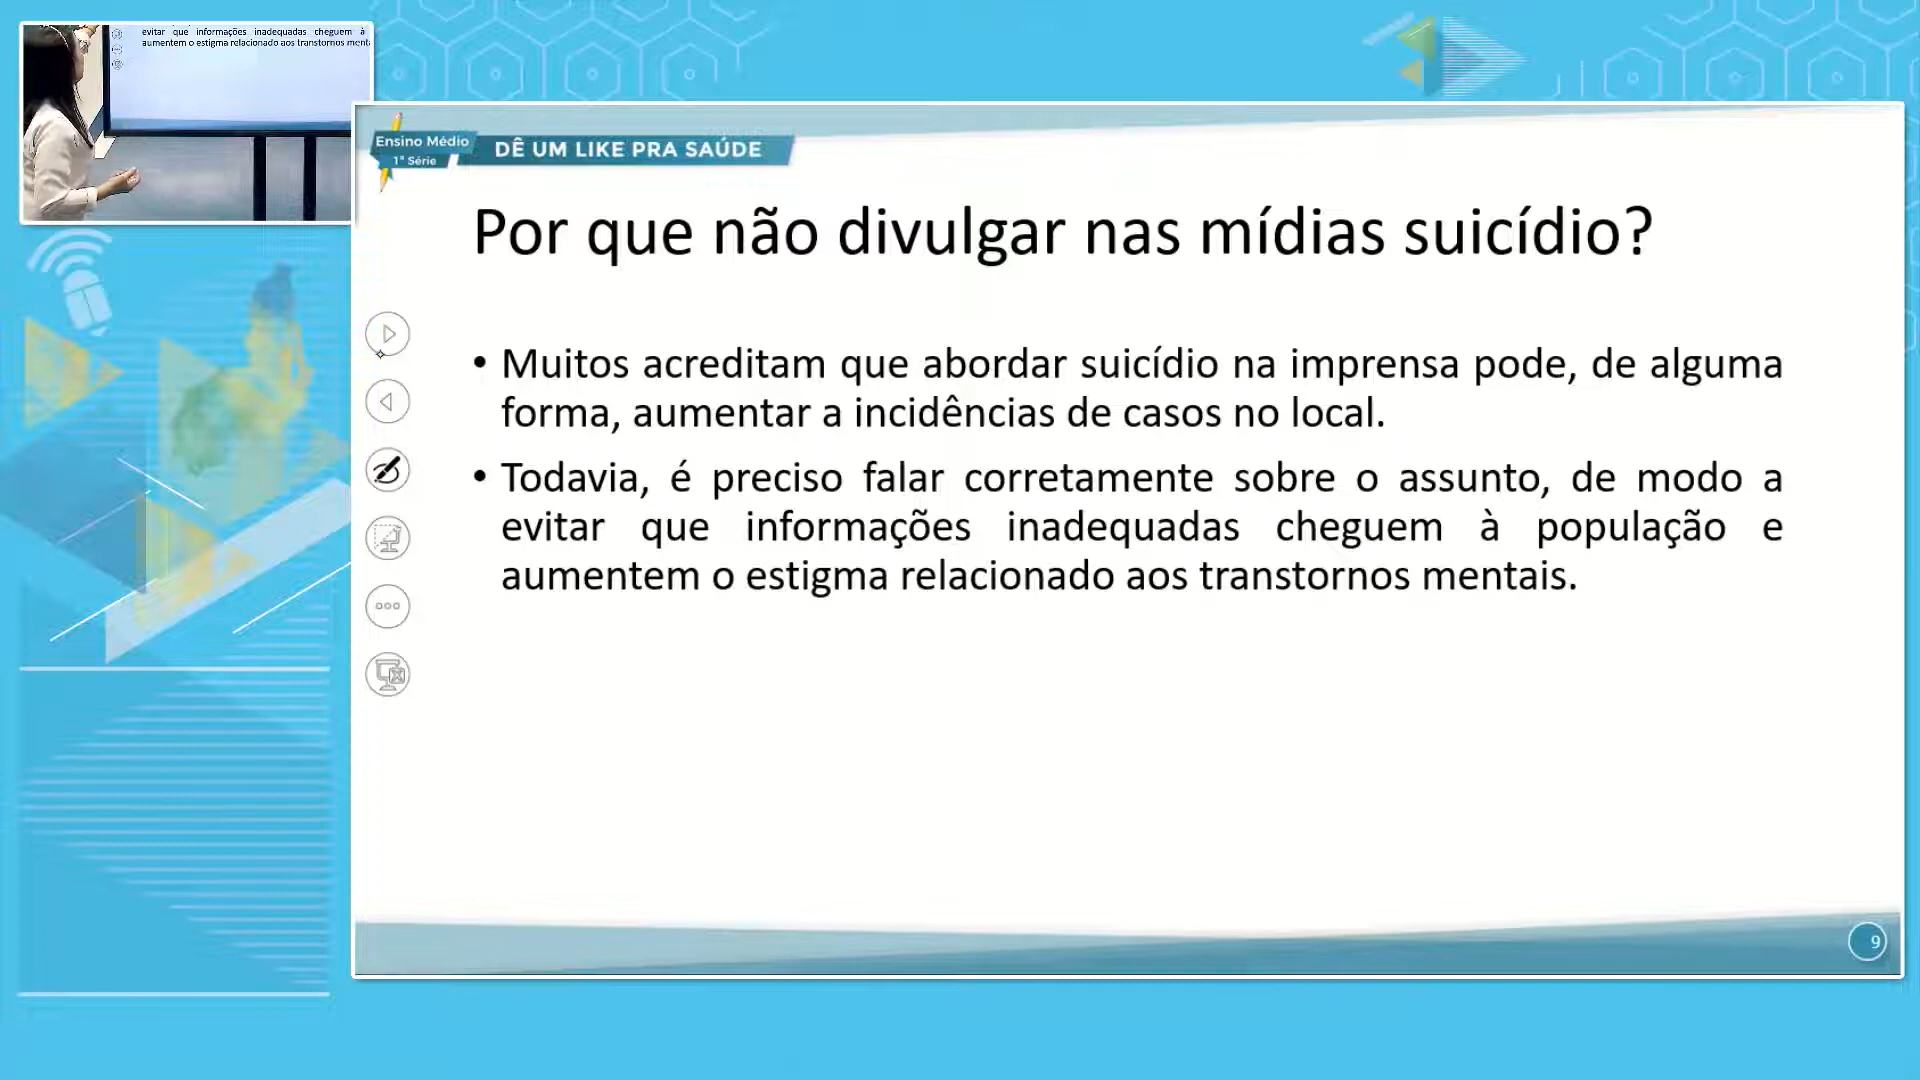 evitar que informações inadequadas cheguem à
aumentem o estigma relacionado aos transtornos
Ensino Médio
1ª Série
DÊ UM LIKE PRA SAÚDE
Por que não divulgar nas mídias suicídio?
• Muitos acreditam que abordar suicídio na imprensa pode, de alguma
forma, aumentar a incidências de casos no local.
• Todavia, é preciso falar corretamente sobre o assunto, de modo a
evitar que informações inadequadas cheguem à população e
aumentem o estigma relacionado aos transtornos mentais.
9